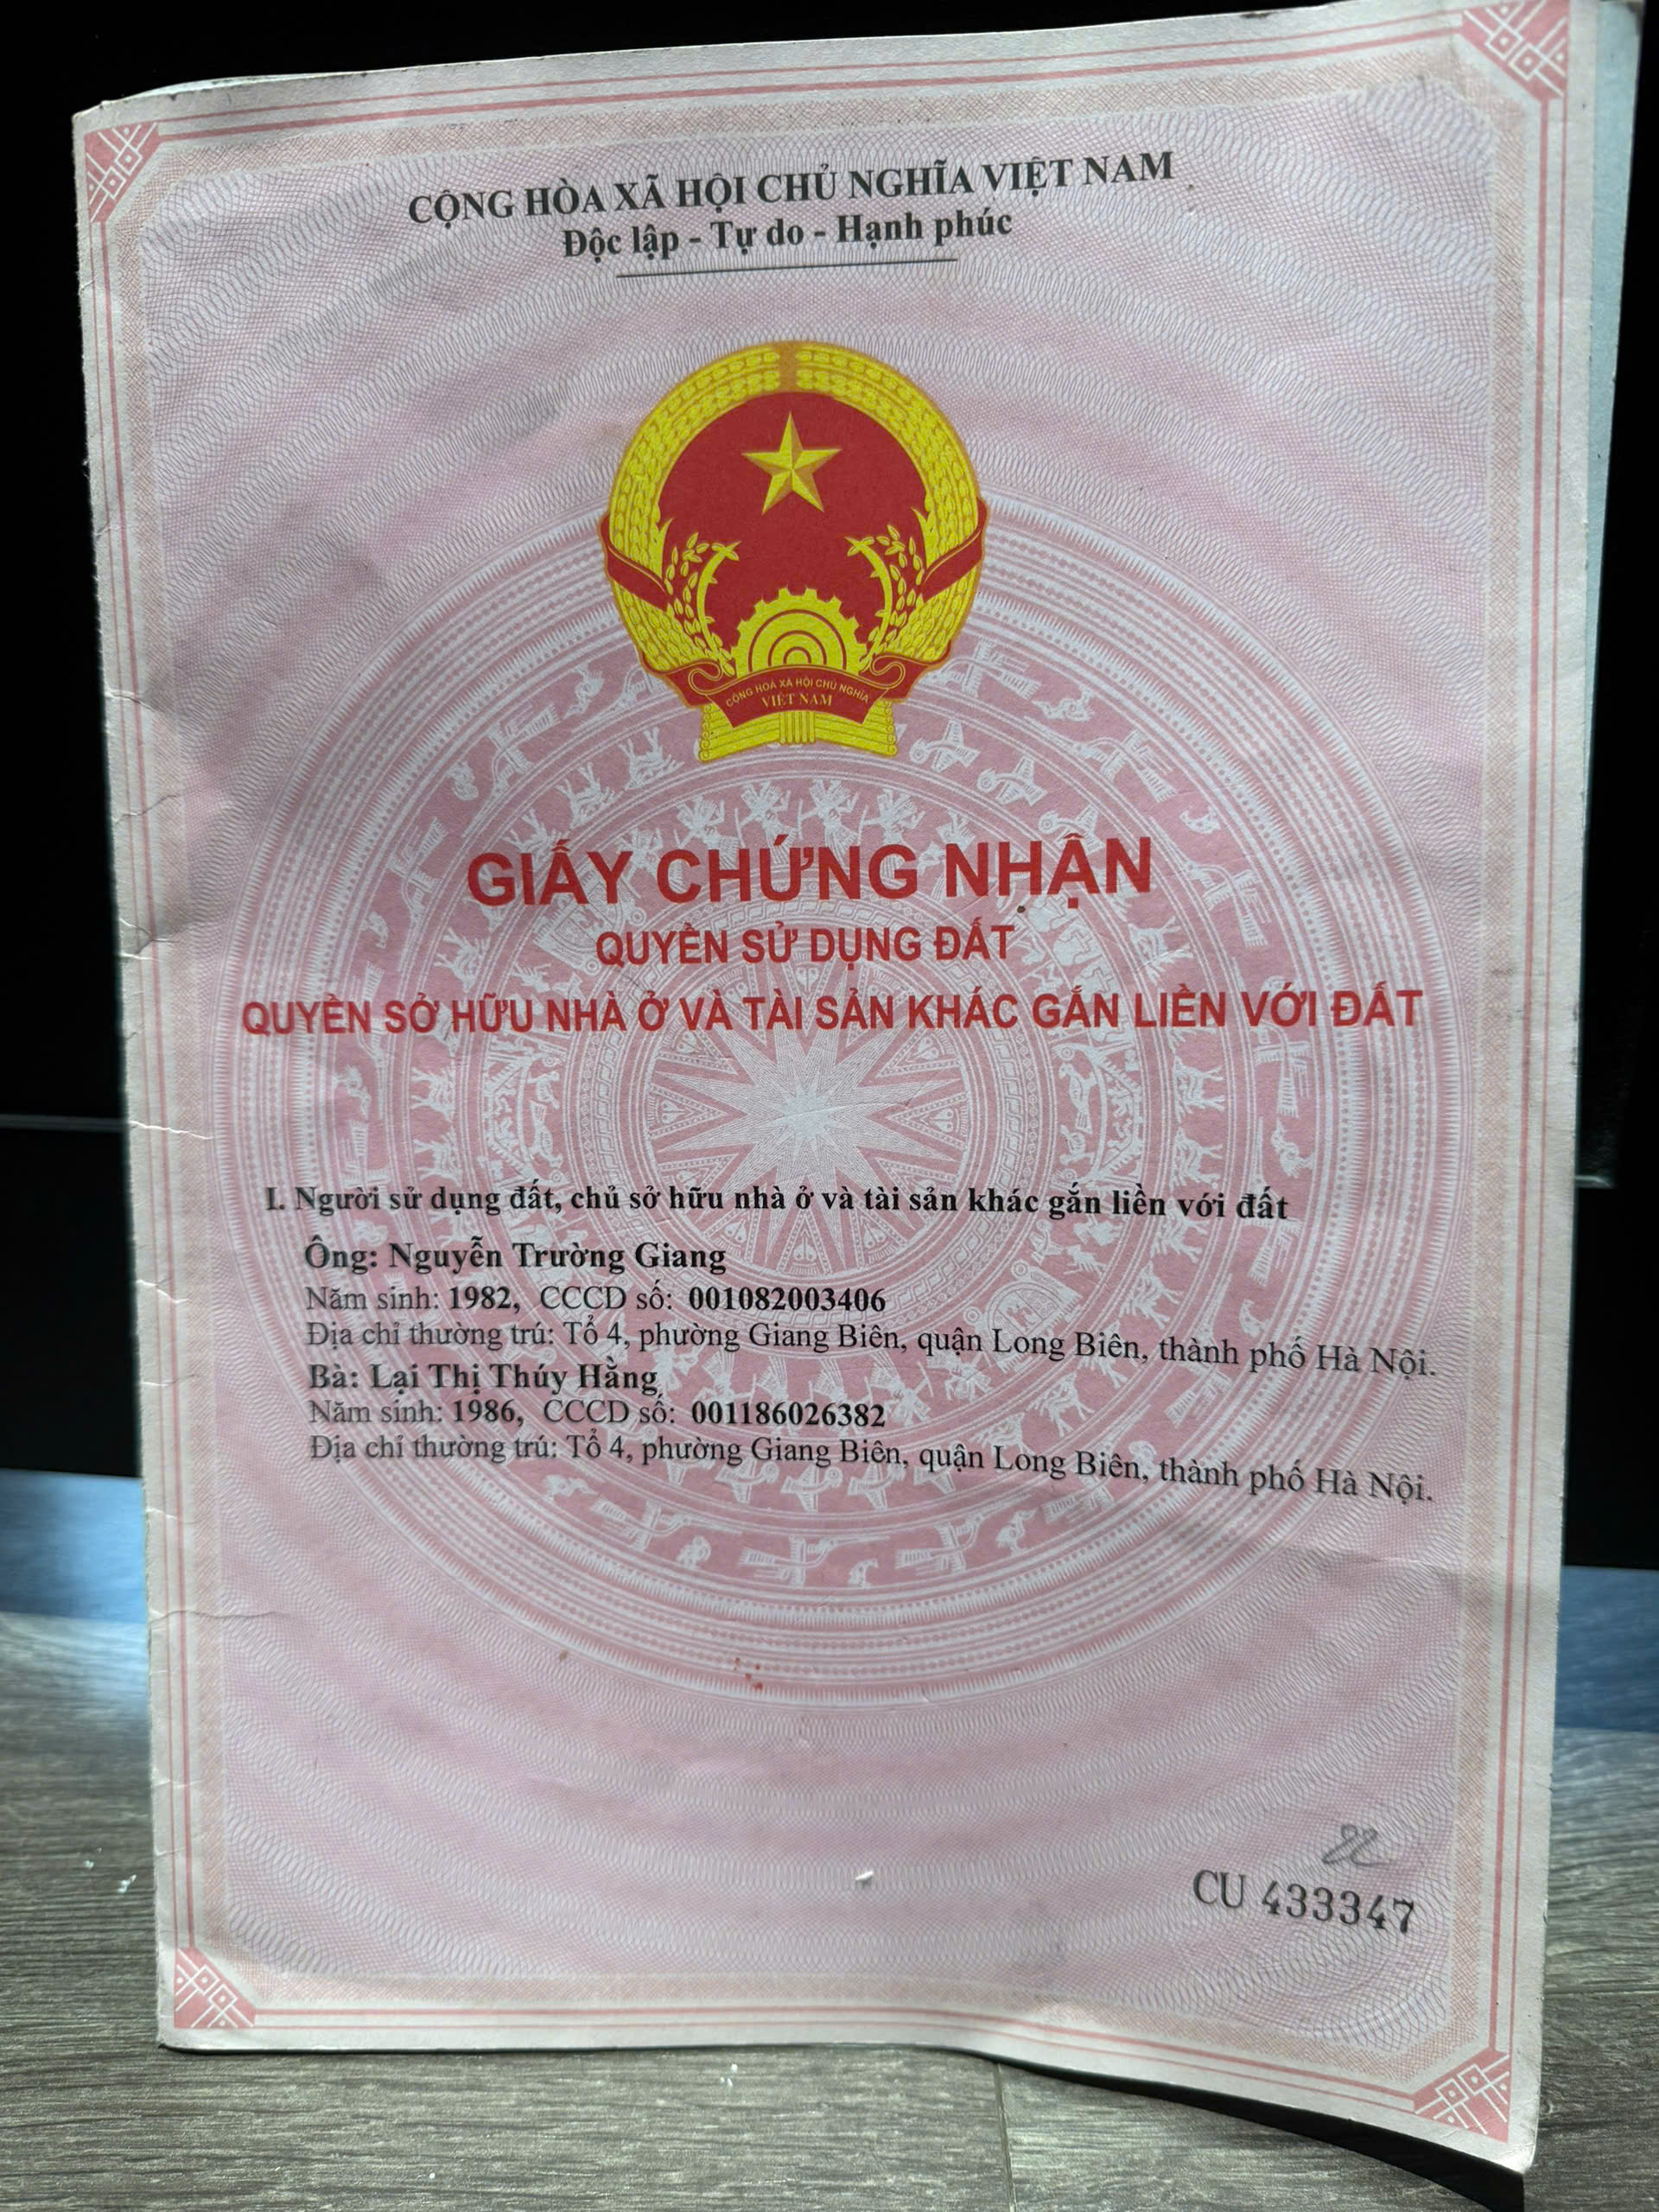 CỘNG HÒA XÃ HỘI CHỦ NGHĨA VIỆT NAM
Độc lập - Tự do - Hạnh phúc
CỘNG HOÀ XÃ HỘI CHỦ NGHĨA
VIỆT NAM
GIẤY CHỨNG NHẬN
QUYỀN SỬ DỤNG ĐẤT
QUYỀN SỞ HỮU NHÀ Ở VÀ TÀI SẢN KHÁC GẮN LIỀN VỚI ĐẤT
I. Người sử dụng đất, chủ sở hữu nhà ở và tài sản khác gắn liền với đất
Ông: Nguyễn Trường Giang
Năm sinh: 1982, CCCD số: 001082003406
Địa chỉ thường trú: Tổ 4, phường Giang Biên, quận Long Biên, thành phố Hà Nội.
Bà: Lại Thị Thúy Hằng
Năm sinh: 1986, CCCD số: 001186026382
Địa chỉ thường trú: Tổ 4, phường Giang Biên, quận Long Biên, thành phố Hà Nội.
CU 433347